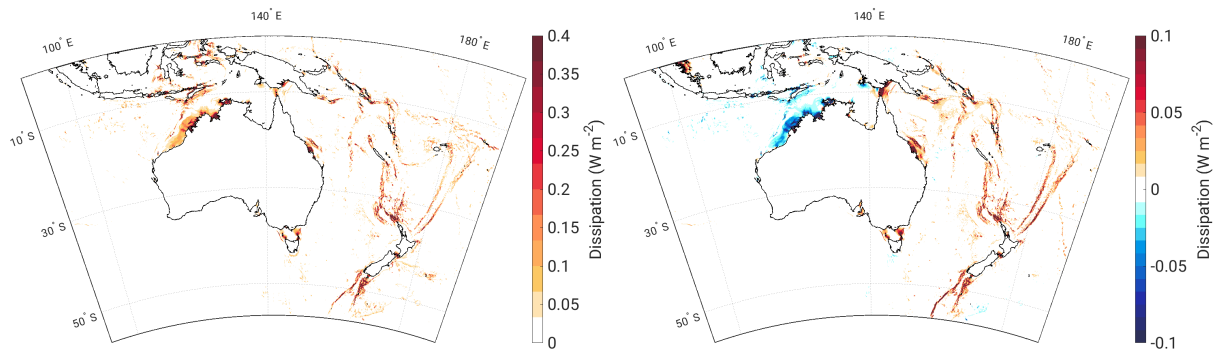 140° E
100° E
180° E
10° S
30° S
50° S
0.4
0.35
0.3
0.25
0.2
0.15
0.1
0.05
0
Dissipation (W m-2)
140° E
100° E
180° E
10° S
30° S
50° S
0.1
0.05
0
-0.05
-0.1
Dissipation (W m-2)